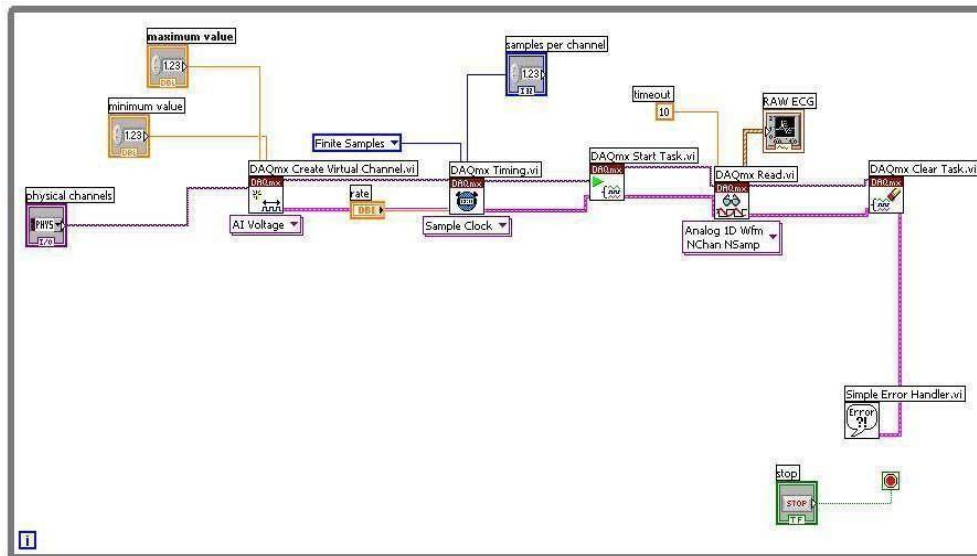 maximum value
1.23
DBL
minimum value
1.23
DBL
samples per channel
1.23
timeout
10
RAW ECG
Finite Samples
DAQmx Create Virtual Channel.vi
DAQmx
DAQmx Timing.vi
DAQmx
DAQmx Start Task.vi
DAQmx
DAQmx Read.vi
DAQmx
DAQmx Clear Task.vi
DAQmx
physical channels
PHYS
I/O
rate
DBL
AI Voltage
Sample Clock
Analog 1D Wfm
NChan NSamp
Simple Error Handler.vi
Error
?!
stop
STOP
TF
i